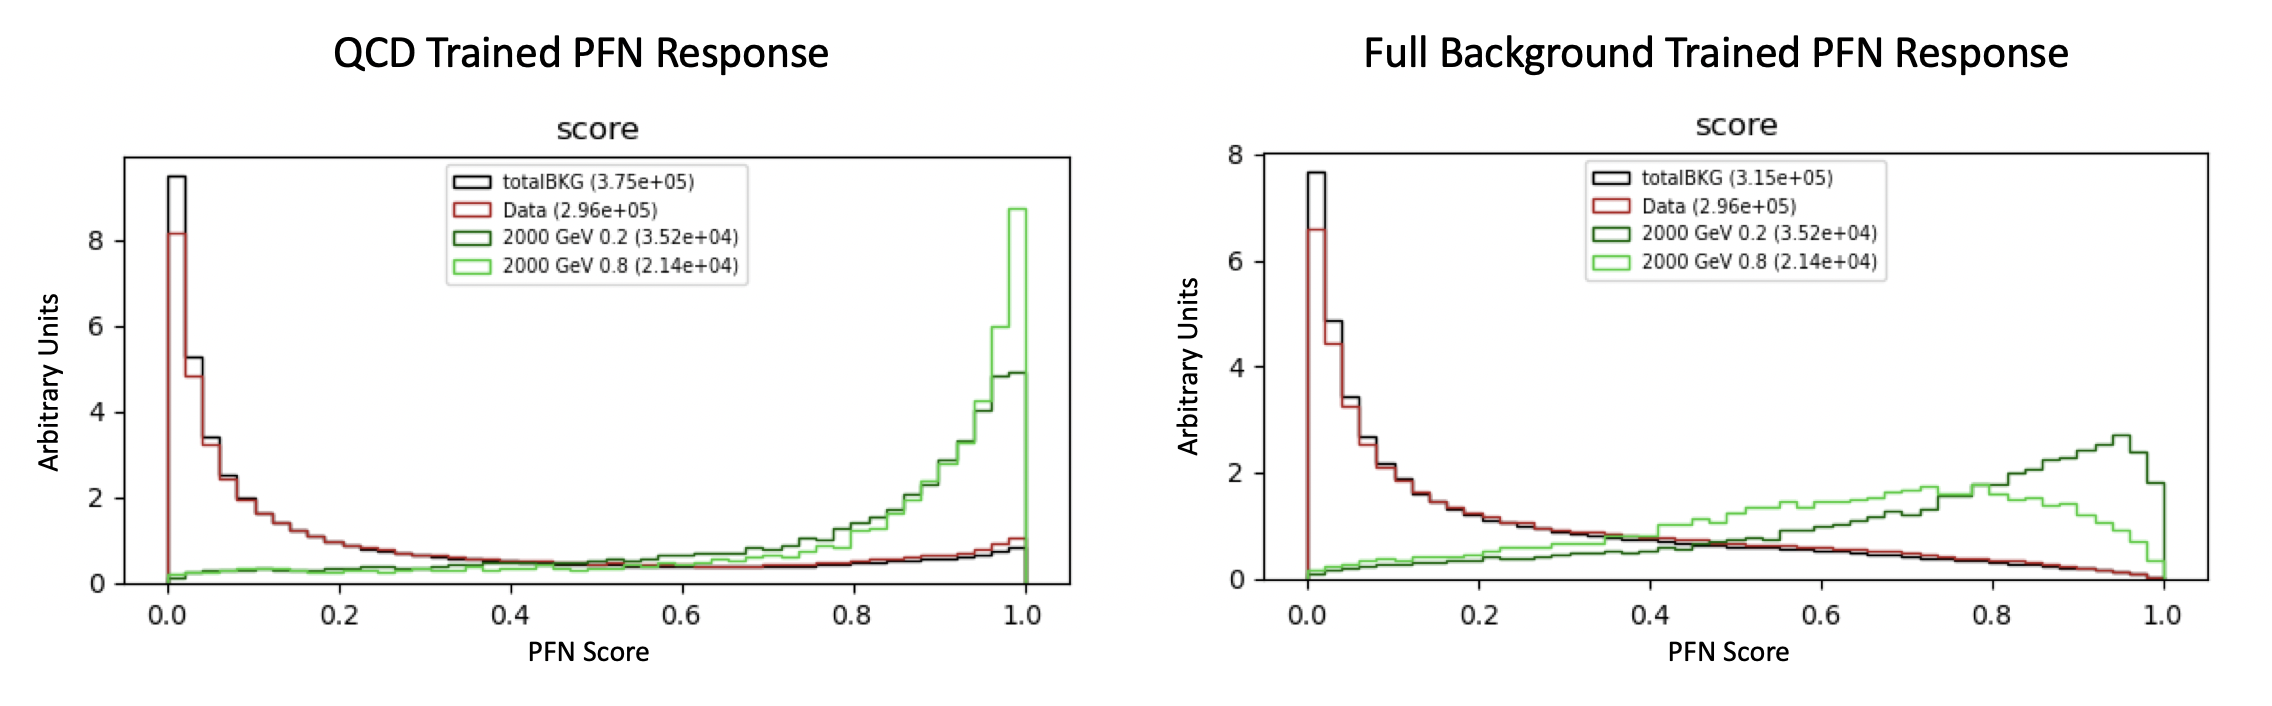 QCD Trained PFN Response
score
totalBKG (3.75e+05)
Data (2.96e+05)
2000 GeV 0.2 (3.52e+04)
2000 GeV 0.8 (2.14e+04)
8
6
4
2
0
Arbitrary Units
0.0 0.2 0.4 0.6 0.8 1.0
PFN Score
Full Background Trained PFN Response
score
totalBKG (3.15e+05)
Data (2.96e+05)
2000 GeV 0.2 (3.52e+04)
2000 GeV 0.8 (2.14e+04)
8
6
4
2
0
Arbitrary Units
0.0 0.2 0.4 0.6 0.8 1.0
PFN Score